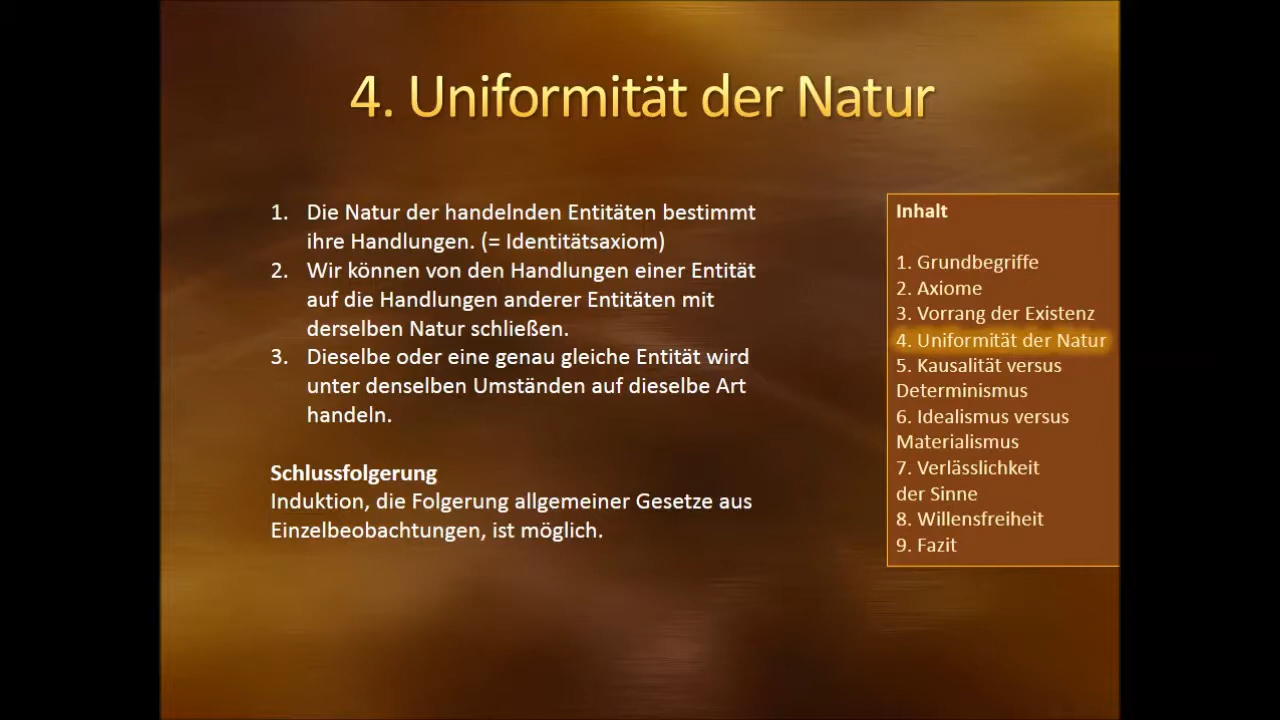 4. Uniformität der Natur
1. Die Natur der handelnden Entitäten bestimmt
ihre Handlungen. (= Identitätsaxiom)
2. Wir können von den Handlungen einer Entität
auf die Handlungen anderer Entitäten mit
derselben Natur schließen.
3. Dieselbe oder eine genau gleiche Entität wird
unter denselben Umständen auf dieselbe Art
handeln.
Schlussfolgerung
Induktion, die Folgerung allgemeiner Gesetze aus
Einzelbeobachtungen, ist möglich.
Inhalt
1. Grundbegriffe
2. Axiome
3. Vorrang der Existenz
4. Uniformität der Natur
5. Kausalität versus
Determinismus
6. Idealismus versus
Materialismus
7. Verlässlichkeit
der Sinne
8. Willensfreiheit
9. Fazit